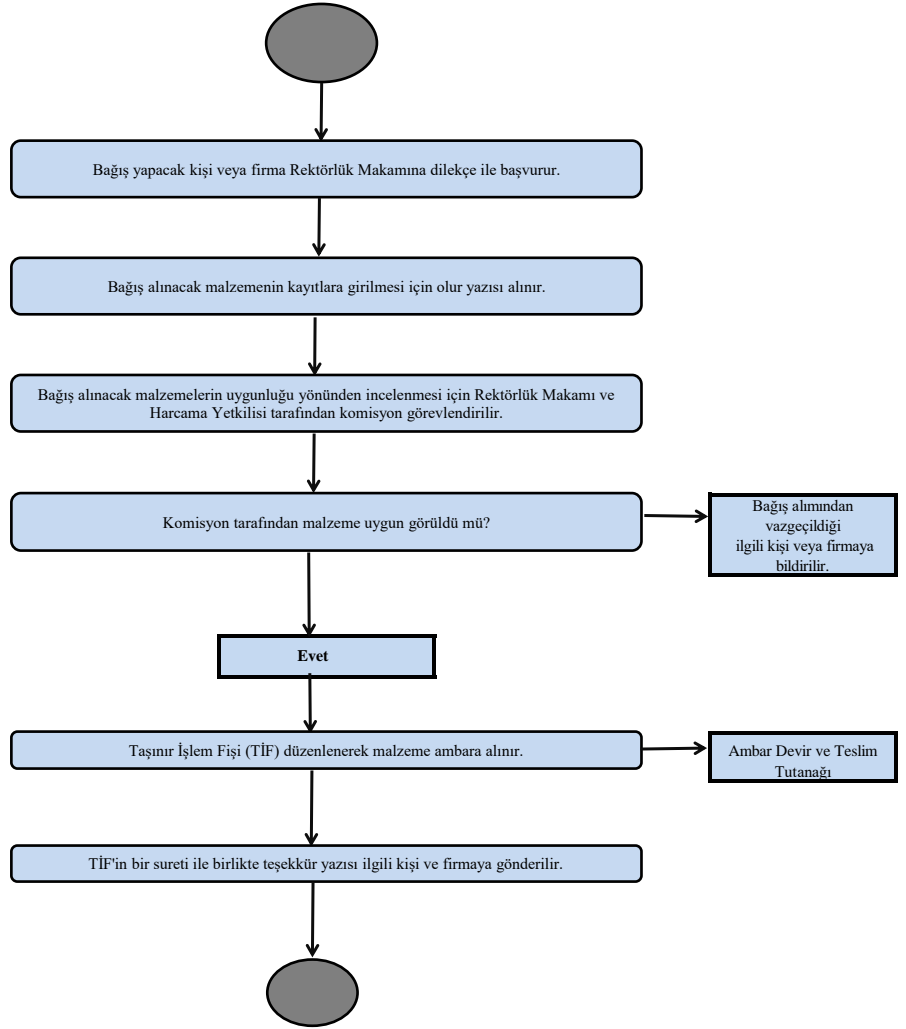 Bağış yapacak kişi veya firma Rektörlük Makamına dilekçe ile başvurur.
Bağış alınacak malzemenin kayıtlara girilmesi için olur yazısı alınır.
Bağış alınacak malzemelerin uygunluğu yönünden incelenmesi için Rektörlük Makamı ve
Harcama Yetkilisi tarafından komisyon görevlendirilir.
Komisyon tarafından malzeme uygun görüldü mü?
Bağış alımından
vazgeçildiği
ilgili kişi veya firmaya
bildirilir.
Evet
Taşınır İşlem Fişi (TİF) düzenlenerek malzeme ambara alınır.
Ambar Devir ve Teslim
Tutanağı
TİF'in bir sureti ile birlikte teşekkür yazısı ilgili kişi ve firmaya gönderilir.